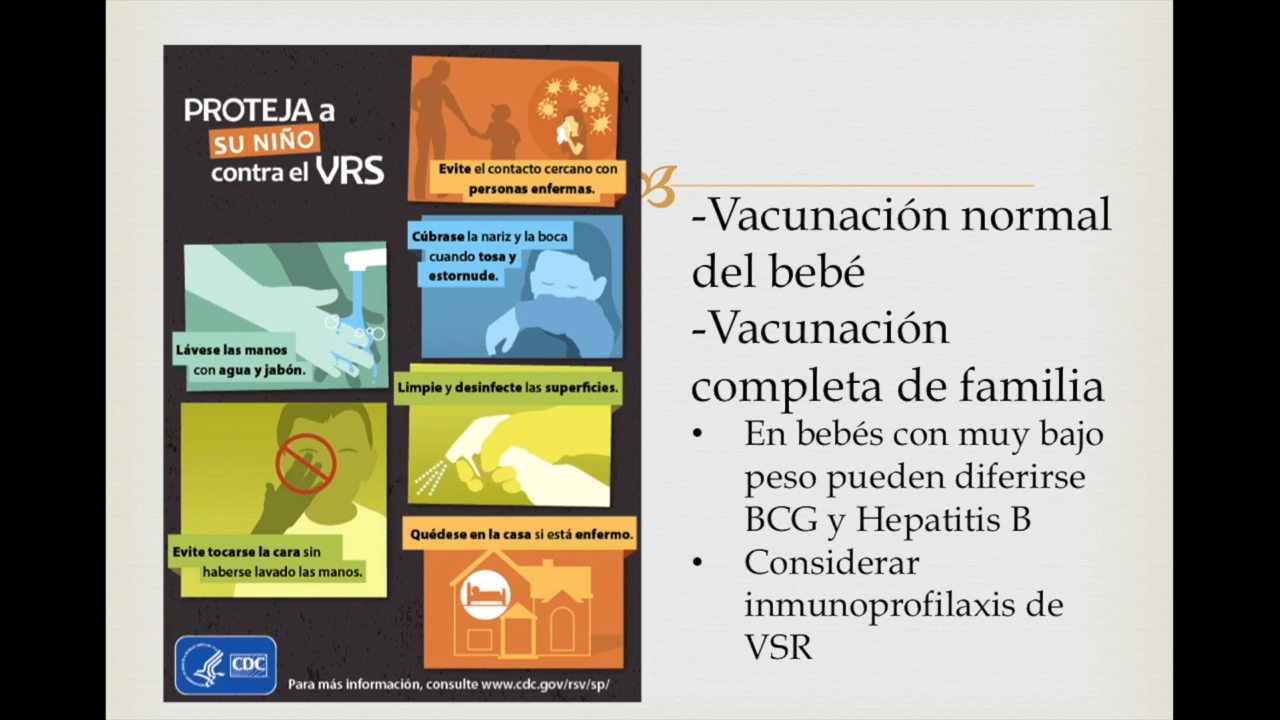 PROTEJA a
SU NIÑO
contra el VRS
Evite el contacto cercano con
personas enfermas.
Cúbrase la nariz y la boca
cuando tosa y
estornude.
Lávese las manos
con agua y jabón.
Limpie y desinfecte las superficies.
Evite tocarse la cara sin
haberse lavado las manos.
Quédese en la casa si está enfermo.
CDC
Para más información, consulte www.cdc.gov/rsv/sp/
-Vacunación normal
del bebé
-Vacunación
completa de familia
• En bebés con muy bajo
peso pueden diferirse
BCG y Hepatitis B
• Considerar
inmunoprofilaxis de
VSR